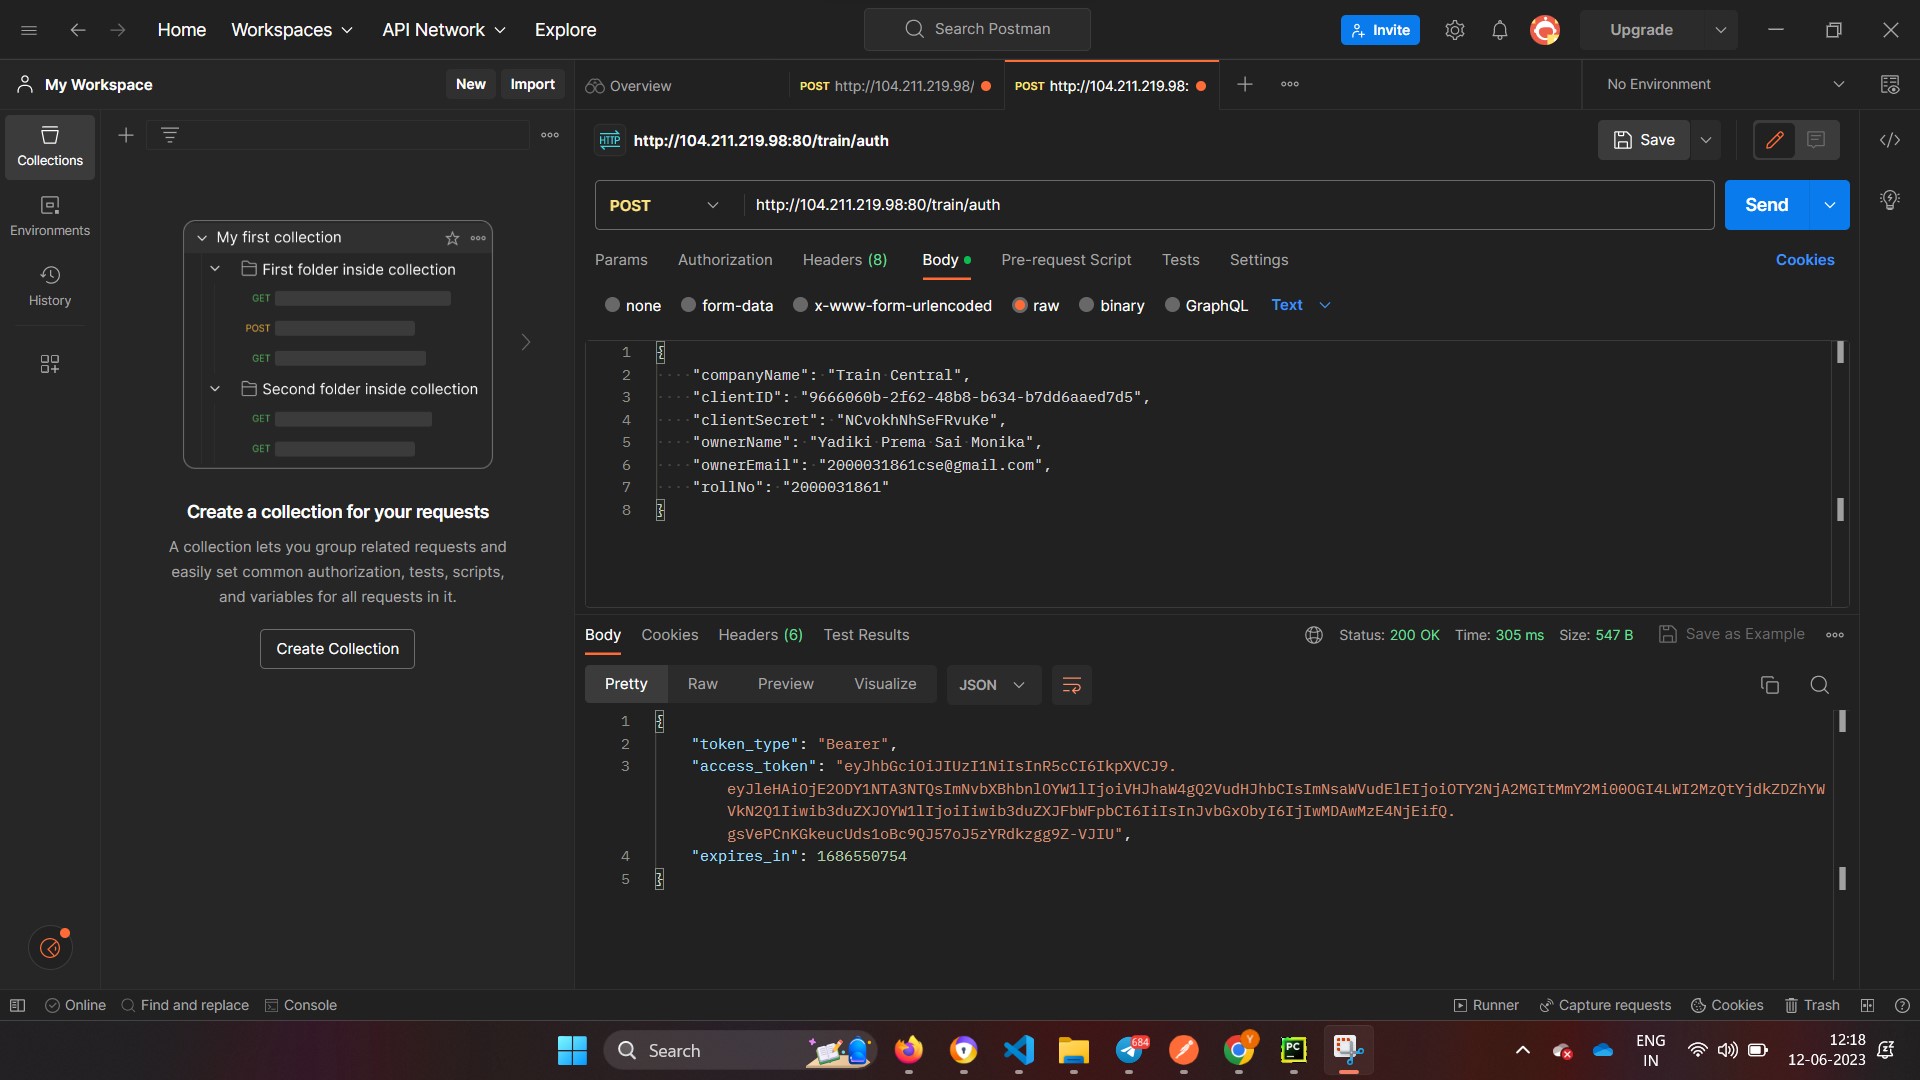 Home
Workspaces
API Network
Explore
Search Postman
Invite
Upgrade
My Workspace
New
Import
Overview
POST http://104.211.219.98/
POST http://104.211.219.98:
No Environment
Collections
Environments
History
My first collection
First folder inside collection
GET
POST
GET
Second folder inside collection
GET
GET
Create a collection for your requests
A collection lets you group related requests and
easily set common authorization, tests, scripts,
and variables for all requests in it.
Create Collection
HTTP http://104.211.219.98:80/train/auth
Save
POST
http://104.211.219.98:80/train/auth
Send
Params
Authorization
Headers (8)
Body
Pre-request Script
Tests
Settings
Cookies
none
form-data
x-www-form-urlencoded
raw
binary
GraphQL
Text
1 {
2 "companyName": "Train Central",
3 "clientID": "9666060b-2f62-48b8-b634-b7dd6aaed7d5",
4 "clientSecret": "NCvokhNhSeFRvuKe",
5 "ownerName": "Yadiki Prema Sai Monika",
6 "ownerEmail": "2000031861cse@gmail.com",
7 "rollNo": "2000031861"
8 }
Body
Cookies
Headers (6)
Test Results
Status: 200 OK
Time: 305 ms
Size: 547 B
Save as Example
Pretty
Raw
Preview
Visualize
JSON
1 {
2 "token_type": "Bearer",
3 "access_token": "eyJhbGciOiJIUzI1NiIsInR5cCI6IkpXVCJ9.
eyJleHAiOjE2ODY1NTA3NTQsImNvbXBhbnlOYW1lIjoiVHJhaW4gQ2VudHJhbCIsImNsaWVudElEIjoiOTY2NjA2MGItMmY2Mi00OGI4LWI2MzQtYjdkZDZhYW
VkN2Q1Iiwib3duZXJOYW1lIjoiIiwib3duZXJFbWFpbCI6IiIsInJvbGxObyI6IjIwMDAwMzE4NjEifQ.
gsVePCnKGkeucUds1oBc9QJ57oJ5zYRdkzgg9Z-VJIU",
4 "expires_in": 1686550754
5 }
Online
Find and replace
Console
Runner
Capture requests
Cookies
Trash
Search
684
Y
PC
ENG
IN
12:18
12-06-2023